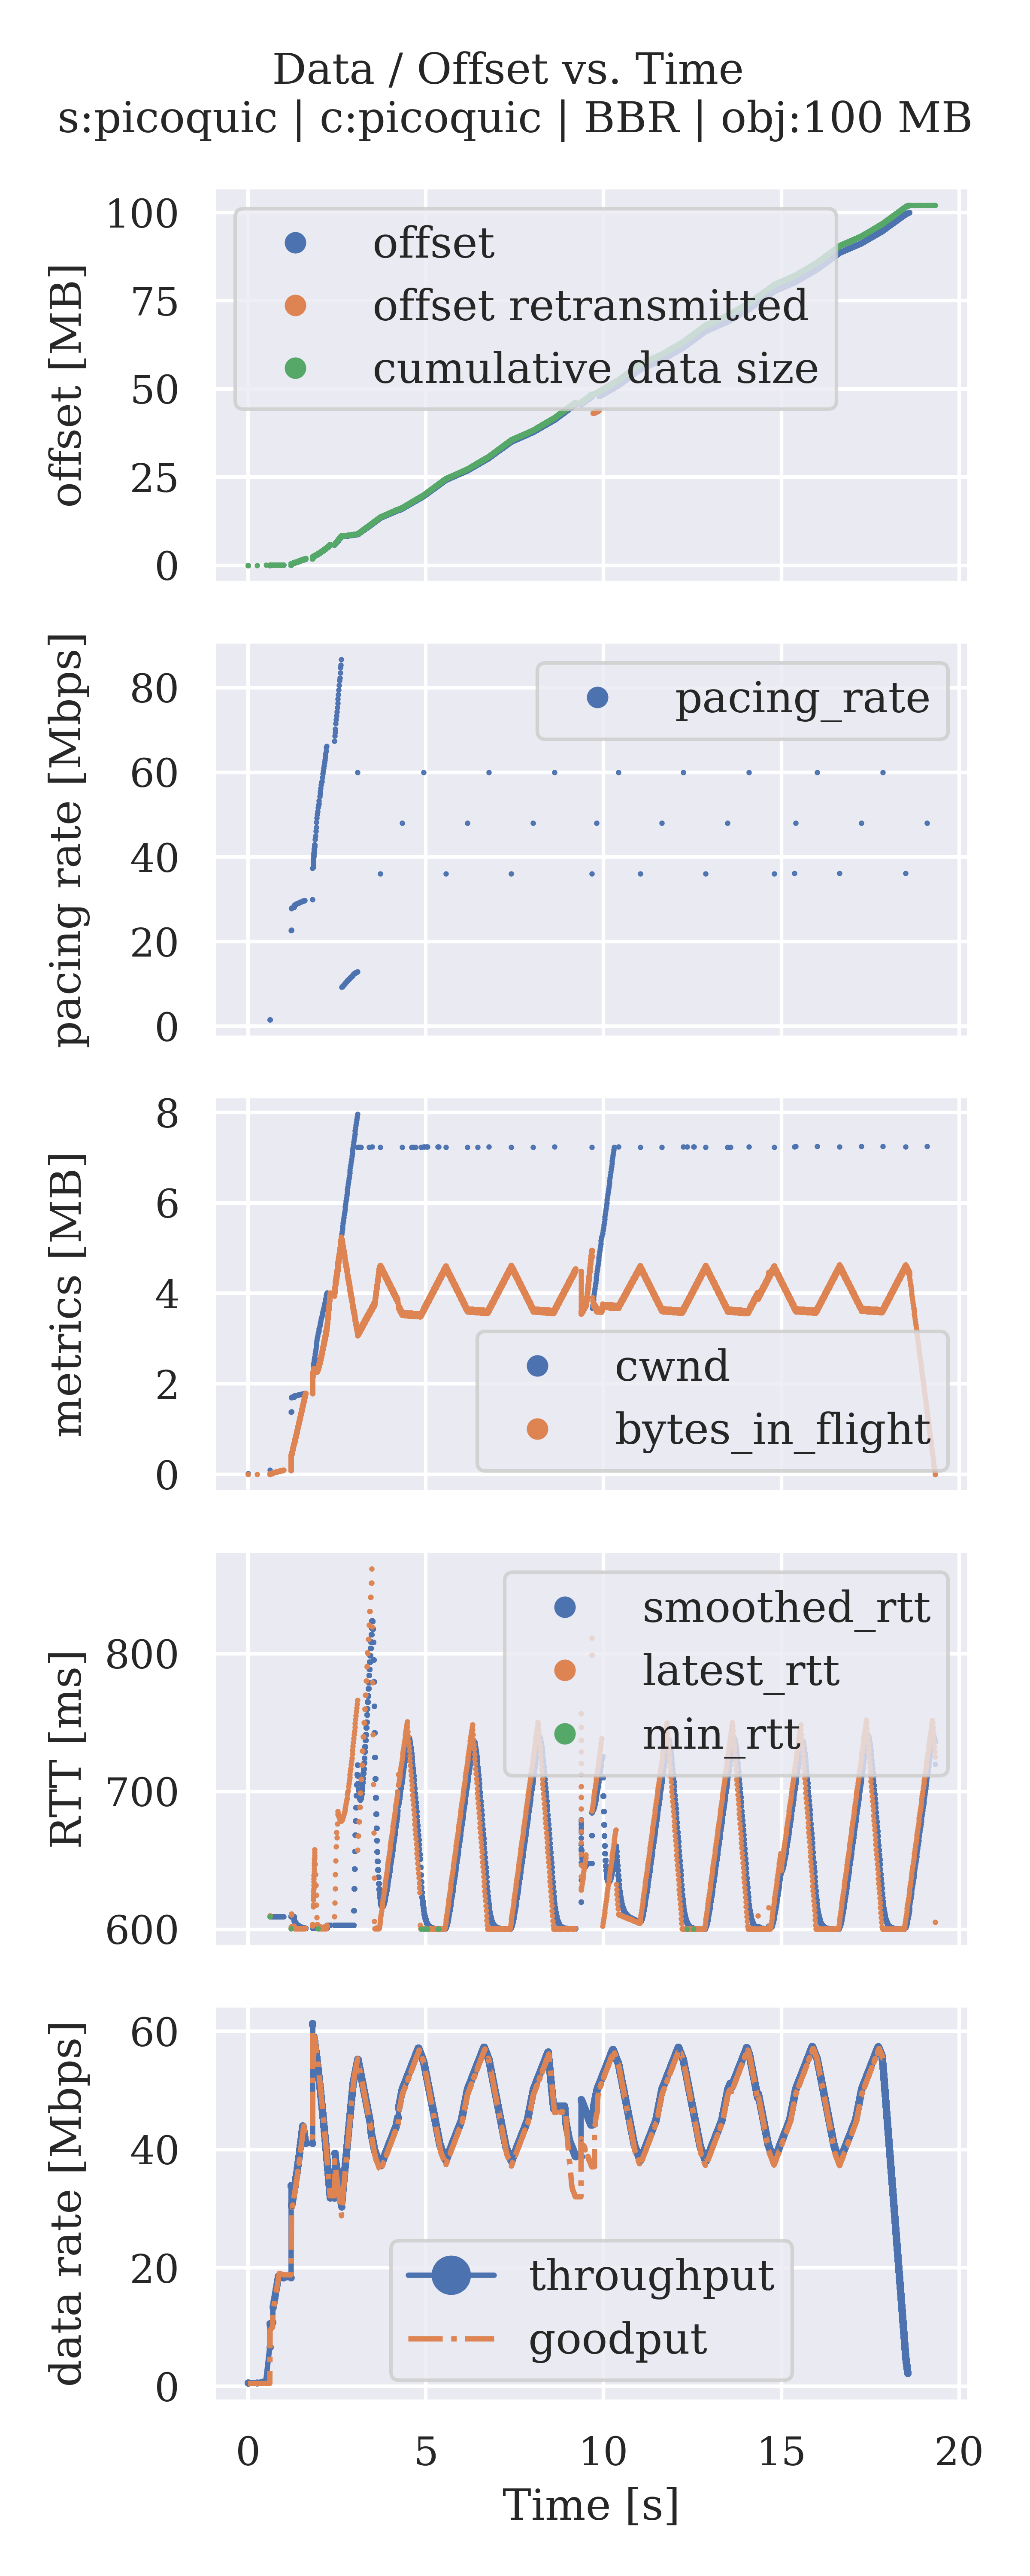 Data / Offset vs. Time
s:picoquic | c:picoquic | BBR | obj:100 MB
100
75
50
25
0
offset [MB]
offset
offset retransmitted
cumulative data size
80
60
40
20
0
pacing rate [Mbps]
pacing_rate
8
6
4
2
0
metrics [MB]
cwnd
bytes_in_flight
800
700
600
RTT [ms]
smoothed_rtt
latest_rtt
min_rtt
60
40
20
0
data rate [Mbps]
throughput
goodput
0 5 10 15 20
Time [s]